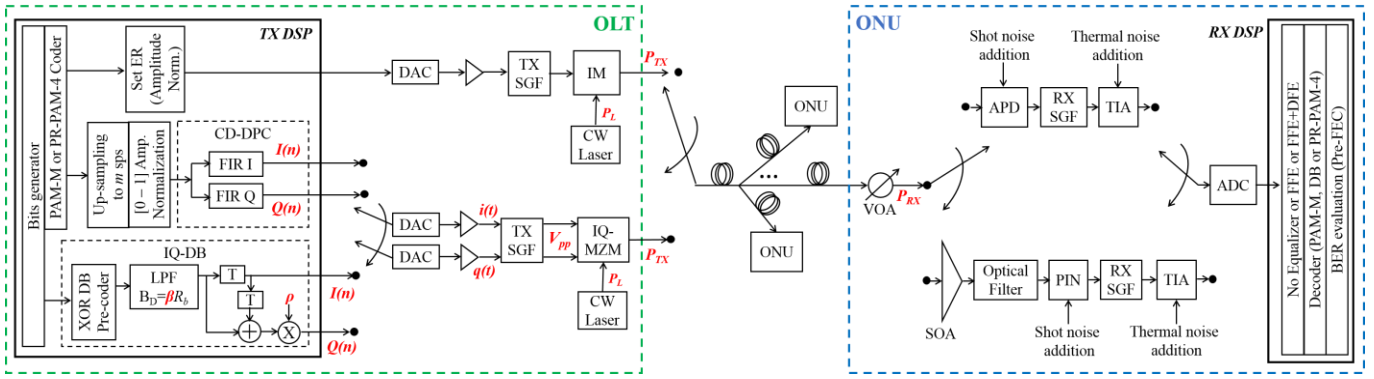 OLT
TX DSP
Bits generator
PAM-M or PR-PAM-4 Coder
Set ER
(Amplitude
Norm.)
Up-sampling
to m sps
[0 − 1] Amp.
Normalization
CD-DPC
FIR I
FIR Q
I(n)
Q(n)
IQ-DB
XOR DB
Pre-coder
LPF
B_D=βR_b
T
T
ρ
+
X
I(n)
Q(n)
DAC
TX
SGF
IM
P_TX
P_L
CW
Laser
DAC
DAC
i(t)
q(t)
TX
SGF
V_pp
IQ-
MZM
P_TX
P_L
CW
Laser
ONU
...
ONU
ONU
VOA
P_RX
Shot noise
addition
Thermal noise
addition
APD
RX
SGF
TIA
SOA
Optical
Filter
PIN
RX
SGF
TIA
Shot noise
addition
Thermal noise
addition
ADC
RX DSP
No Equalizer or FFE or FFE+DFE
Decoder (PAM-M, DB or PR-PAM-4)
BER evaluation (Pre-FEC)